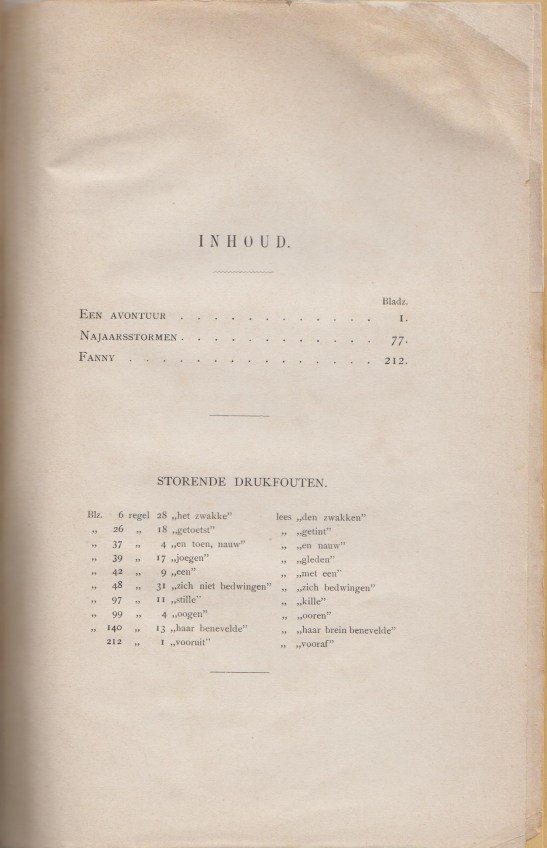 INHOUD.
Bladz.
EEN AVONTUUR . . . . . . . . . . . . 1.
NAJAARSSTORMEN . . . . . . . . . . . . 77.
FANNY . . . . . . . . . . . . . . . 212.
STORENDE DRUKFOUTEN.
Blz. 6 regel 28 „het zwakke” lees „den zwakken”
„ 26 „ 18 „getoetst” „ „getint”
„ 37 „ 4 „en toen, nauw” „ „en nauw”
„ 39 „ 17 „joegen” „ „gleden”
„ 42 „ 9 „een” „ „met een”
„ 48 „ 31 „zich niet bedwingen” „ „zich bedwingen”
„ 97 „ 11 „stille” „ „kille”
„ 99 „ 4 „oogen” „ „ooren”
„ 140 „ 13 „haar benevelde” „ „haar brein benevelde”
212 „ 1 „vooruit” „ „vooraf”